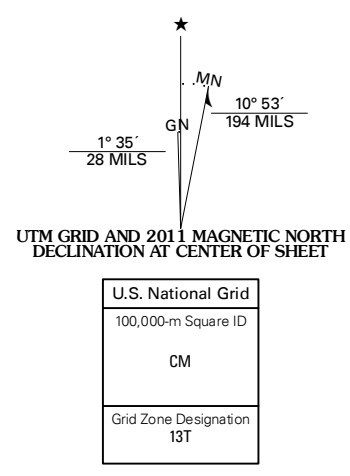 ★
MN
GN
10° 53´
194 MILS
1° 35´
28 MILS
UTM GRID AND 2011 MAGNETIC NORTH
DECLINATION AT CENTER OF SHEET
U.S. National Grid
100,000-m Square ID
CM
Grid Zone Designation
13T